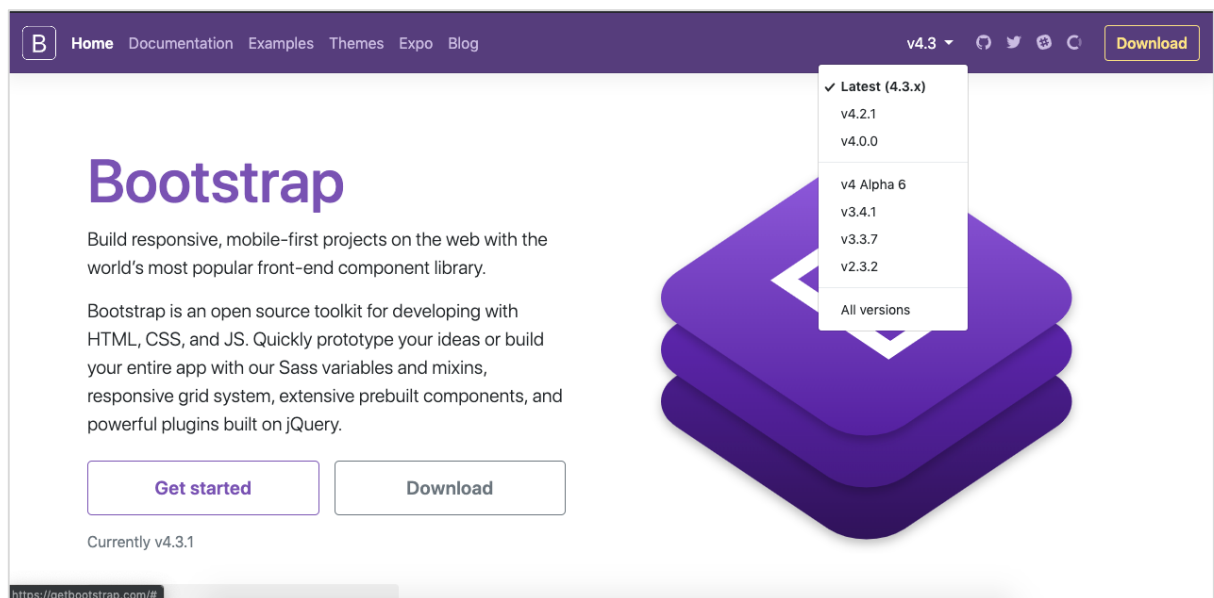 B Home Documentation Examples Themes Expo Blog v4.3 Download
Latest (4.3.x)
v4.2.1
v4.0.0
v4 Alpha 6
v3.4.1
v3.3.7
v2.3.2
All versions
Bootstrap
Build responsive, mobile-first projects on the web with the
world's most popular front-end component library.
Bootstrap is an open source toolkit for developing with
HTML, CSS, and JS. Quickly prototype your ideas or build
your entire app with our Sass variables and mixins,
responsive grid system, extensive prebuilt components, and
powerful plugins built on jQuery.
Get started Download
Currently v4.3.1
https://getbootstrap.com/#